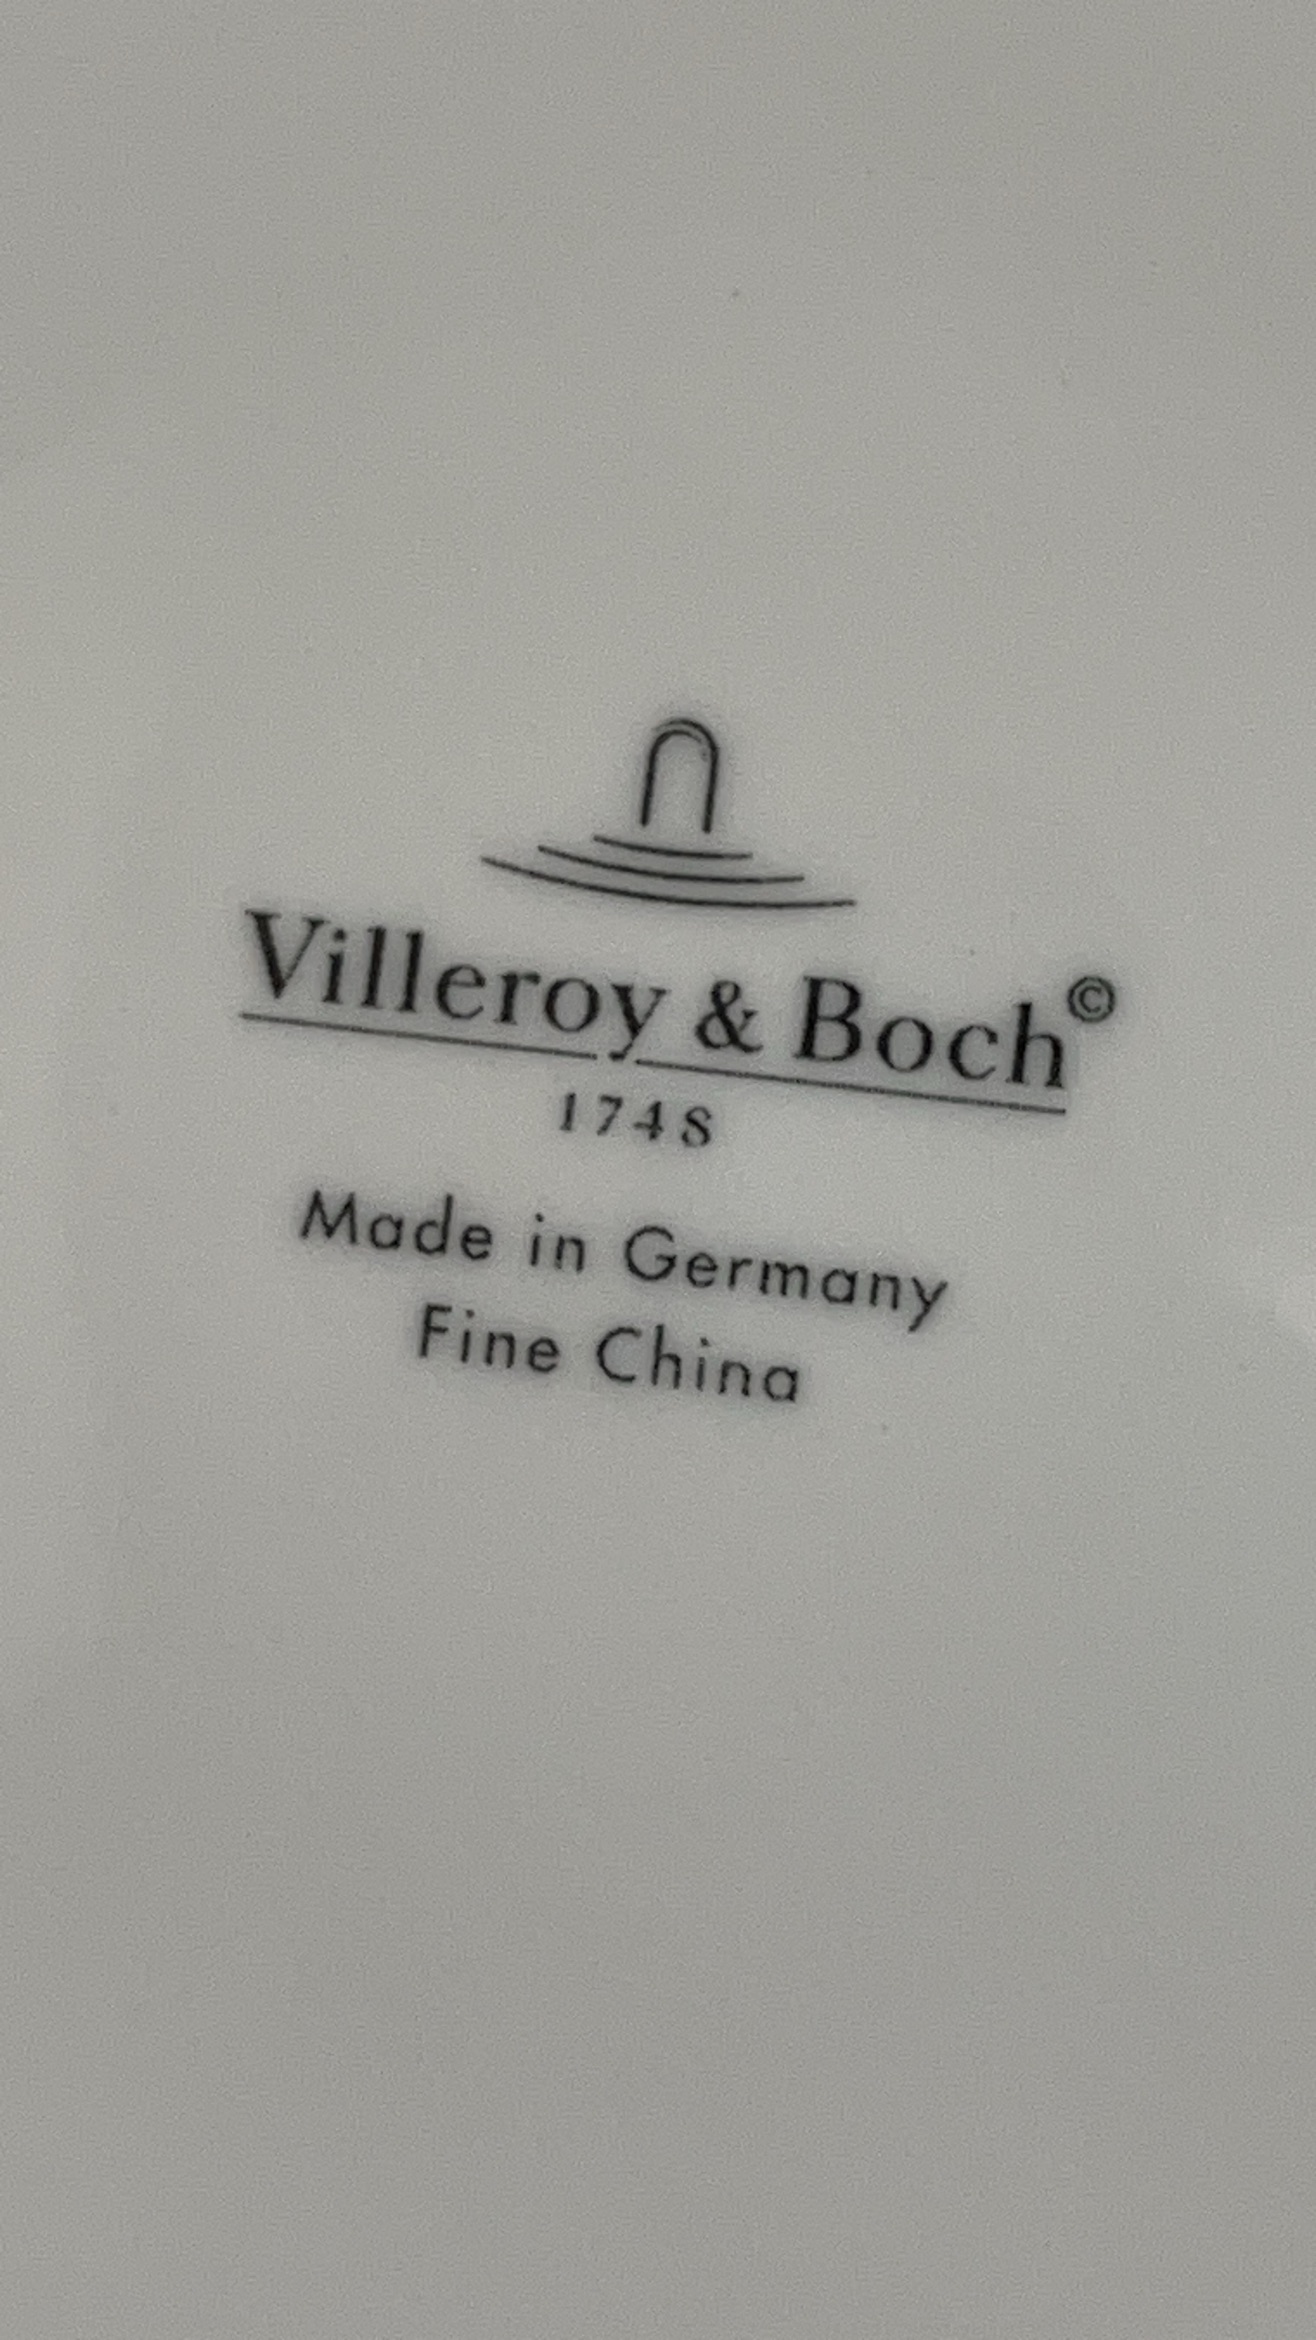 Villeroy & Boch©
1748
Made in Germany
Fine China